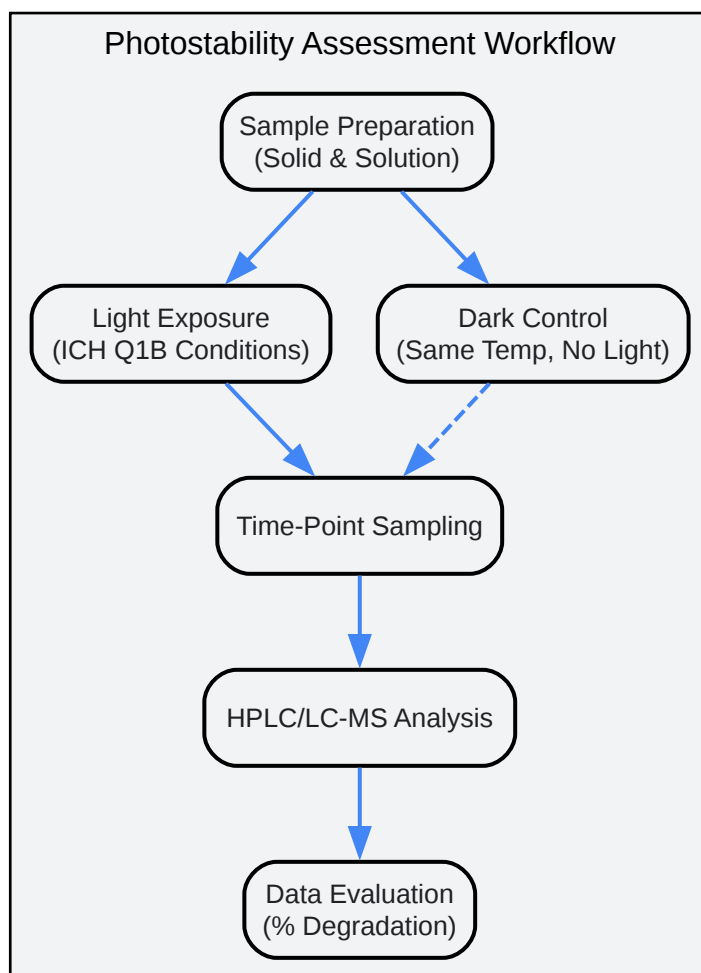 Photostability Assessment Workflow
Sample Preparation
(Solid & Solution)
Light Exposure
(ICH Q1B Conditions)
Dark Control
(Same Temp, No Light)
Time-Point Sampling
HPLC/LC-MS Analysis
Data Evaluation
(% Degradation)